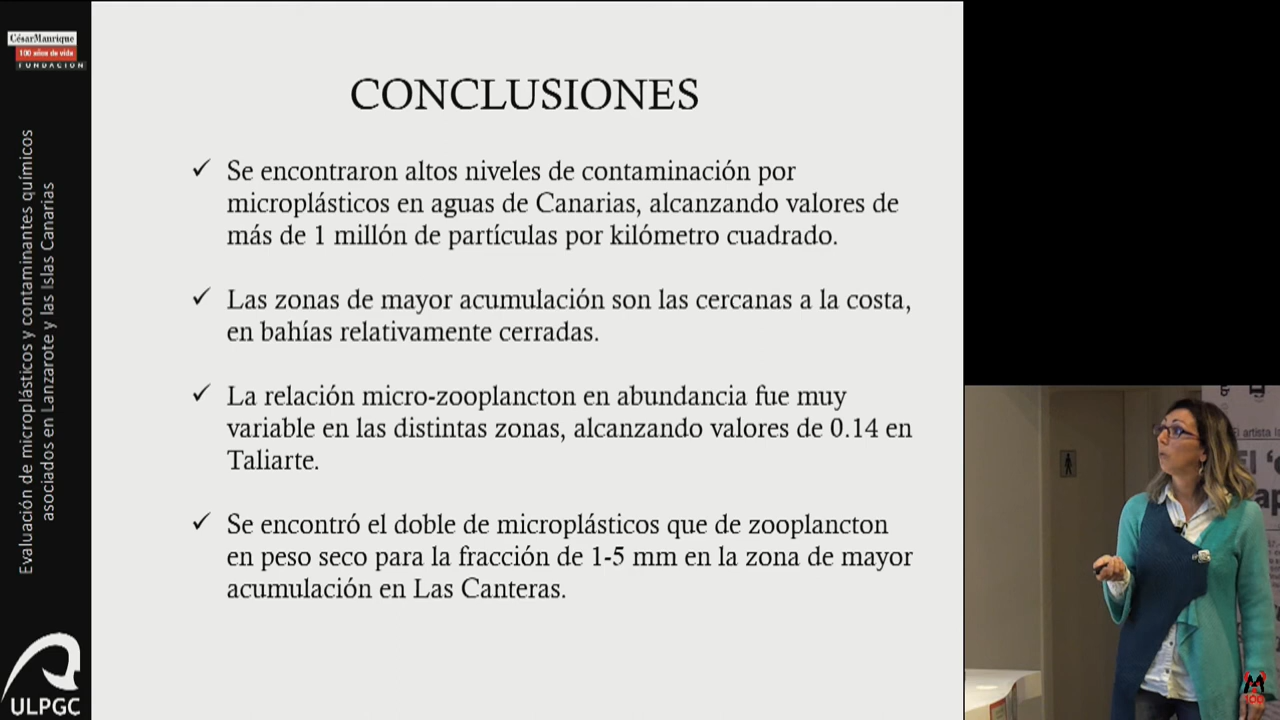 CésarManrique
100 años de vida
FUNDACIÓN
Evaluación de microplásticos y contaminantes químicos
asociados en Lanzarote y las Islas Canarias
ULPGC
CONCLUSIONES
✓ Se encontraron altos niveles de contaminación por
microplásticos en aguas de Canarias, alcanzando valores de
más de 1 millón de partículas por kilómetro cuadrado.
✓ Las zonas de mayor acumulación son las cercanas a la costa,
en bahías relativamente cerradas.
✓ La relación micro-zooplancton en abundancia fue muy
variable en las distintas zonas, alcanzando valores de 0.14 en
Taliarte.
✓ Se encontró el doble de microplásticos que de zooplancton
en peso seco para la fracción de 1-5 mm en la zona de mayor
acumulación en Las Canteras.
El artista
El
M
100